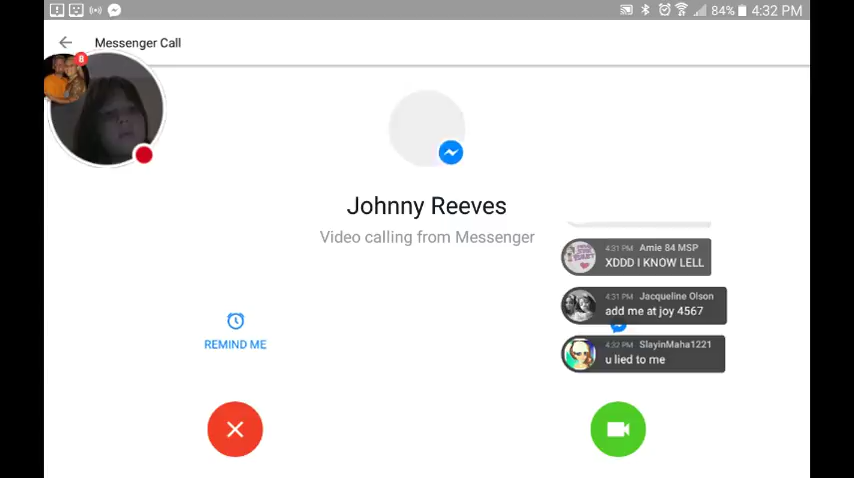 84% 4:32 PM
Messenger Call
8
Johnny Reeves
Video calling from Messenger
4:31 PM Amie 84 MSP
XDDD I KNOW LELL
4:31 PM Jacqueline Olson
add me at joy 4567
4:32 PM SlayinMaha1221
u lied to me
REMIND ME